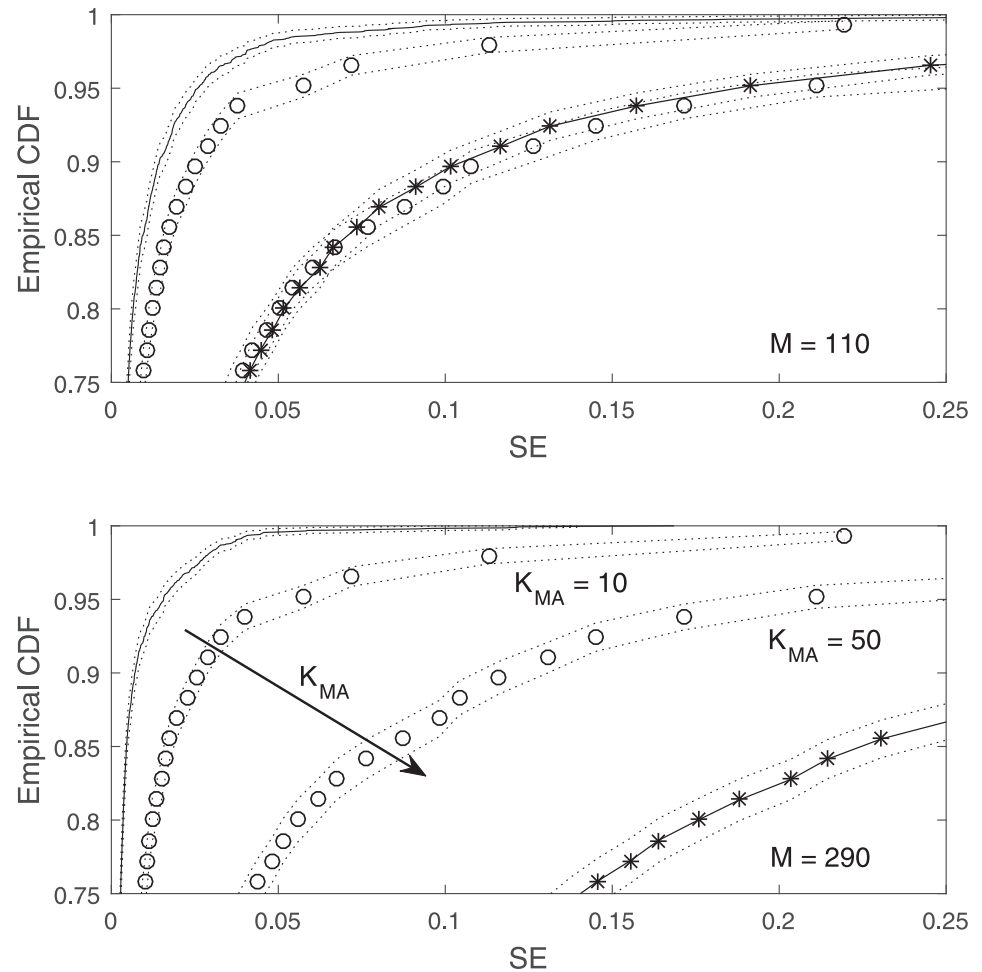 1
0.95
0.9
0.85
0.8
0.75
Empirical CDF
M = 110
0 0.05 0.1 0.15 0.2 0.25
SE
1
0.95
0.9
0.85
0.8
0.75
Empirical CDF
K_MA = 10
K_MA = 50
K_MA
M = 290
0 0.05 0.1 0.15 0.2 0.25
SE